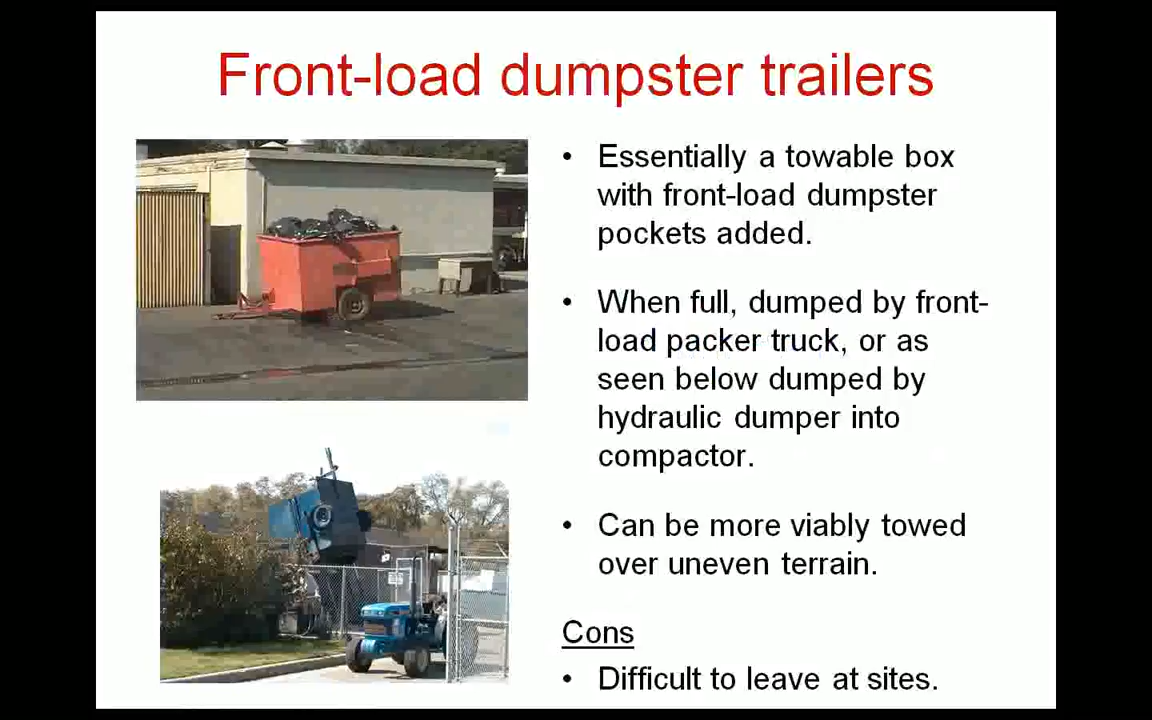 Front-load dumpster trailers
• Essentially a towable box
with front-load dumpster
pockets added.
• When full, dumped by front-
load packer truck, or as
seen below dumped by
hydraulic dumper into
compactor.
• Can be more viably towed
over uneven terrain.
Cons
• Difficult to leave at sites.